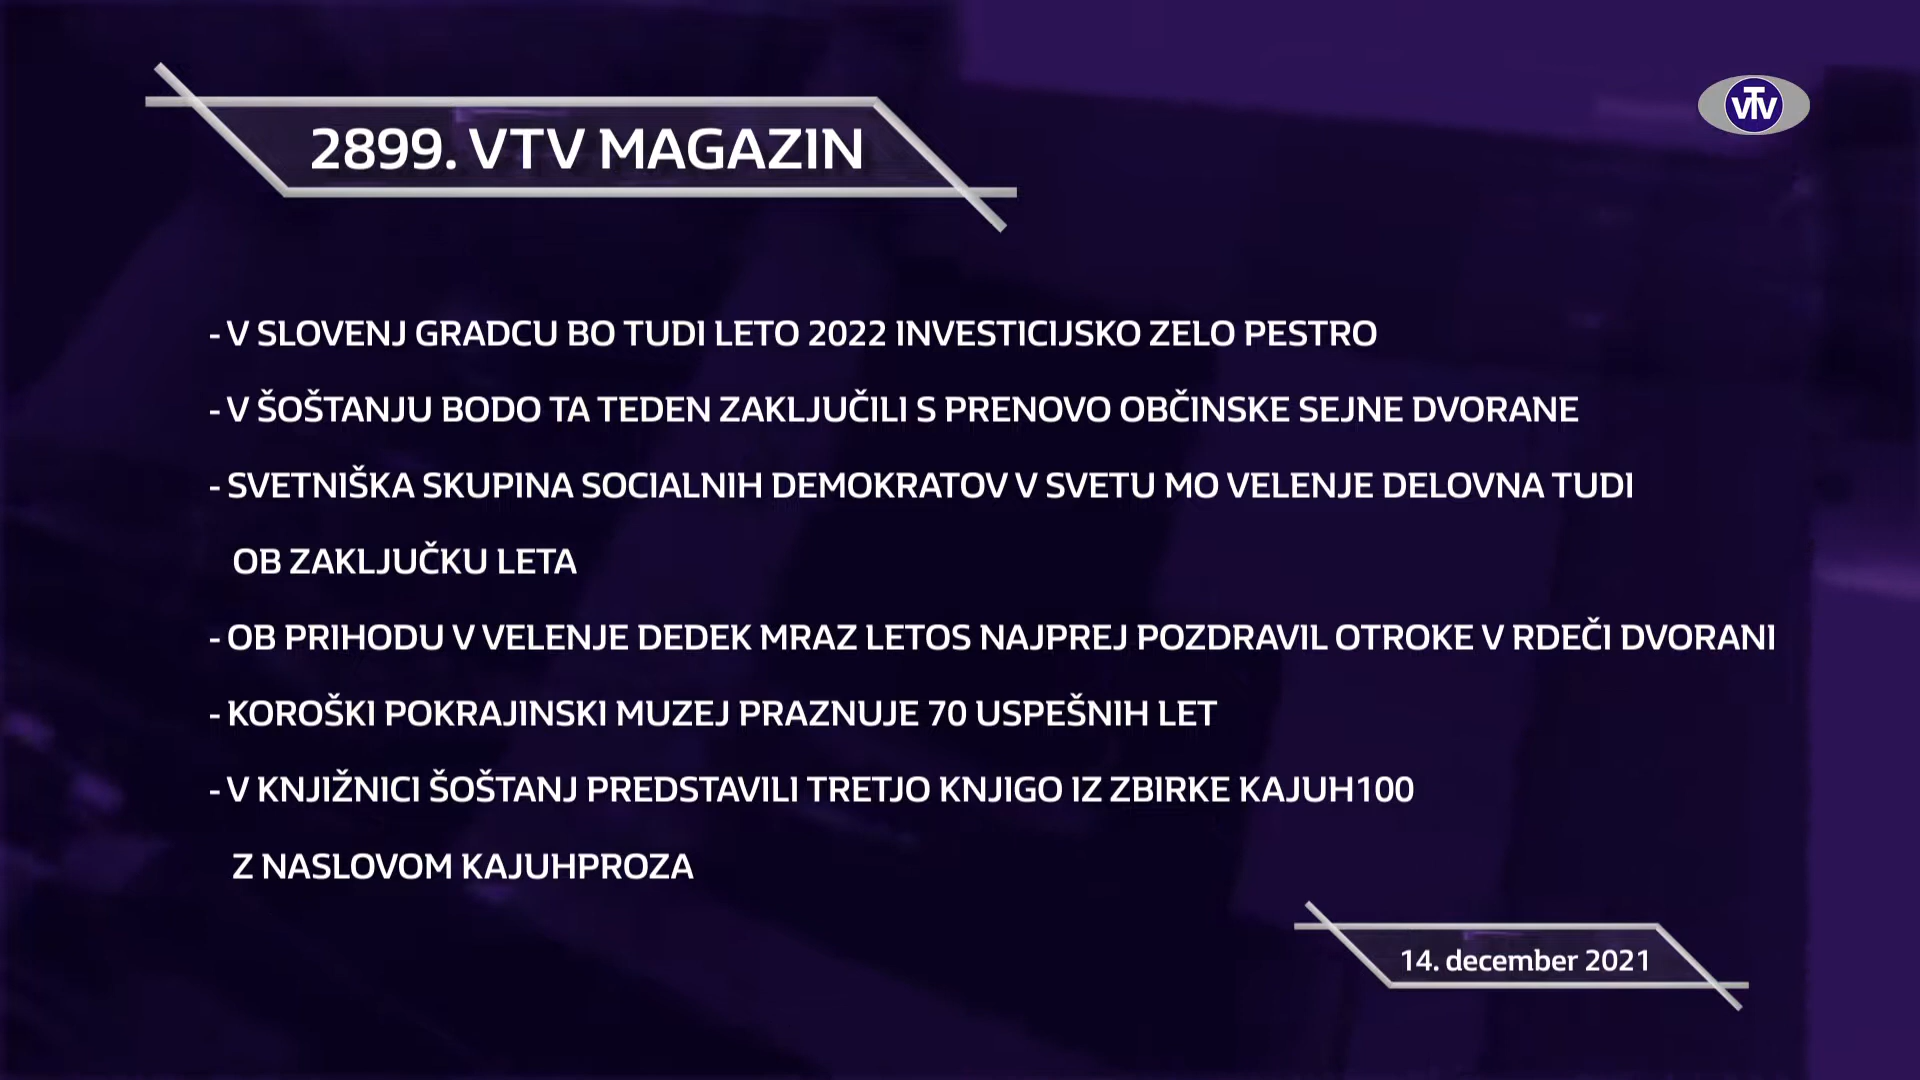 2899. VTV MAGAZIN
VTV
- V SLOVENJ GRADCU BO TUDI LETO 2022 INVESTICIJSKO ZELO PESTRO
- V ŠOŠTANJU BODO TA TEDEN ZAKLJUČILI S PRENOVO OBČINSKE SEJNE DVORANE
- SVETNIŠKA SKUPINA SOCIALNIH DEMOKRATOV V SVETU MO VELENJE DELOVNA TUDI
OB ZAKLJUČKU LETA
- OB PRIHODU V VELENJE DEDEK MRAZ LETOS NAJPREJ POZDRAVIL OTROKE V RDEČI DVORANI
- KOROŠKI POKRAJINSKI MUZEJ PRAZNUJE 70 USPEŠNIH LET
- V KNJIŽNICI ŠOŠTANJ PREDSTAVILI TRETJO KNJIGO IZ ZBIRKE KAJUH100
Z NASLOVOM KAJUHPROZA
14. december 2021